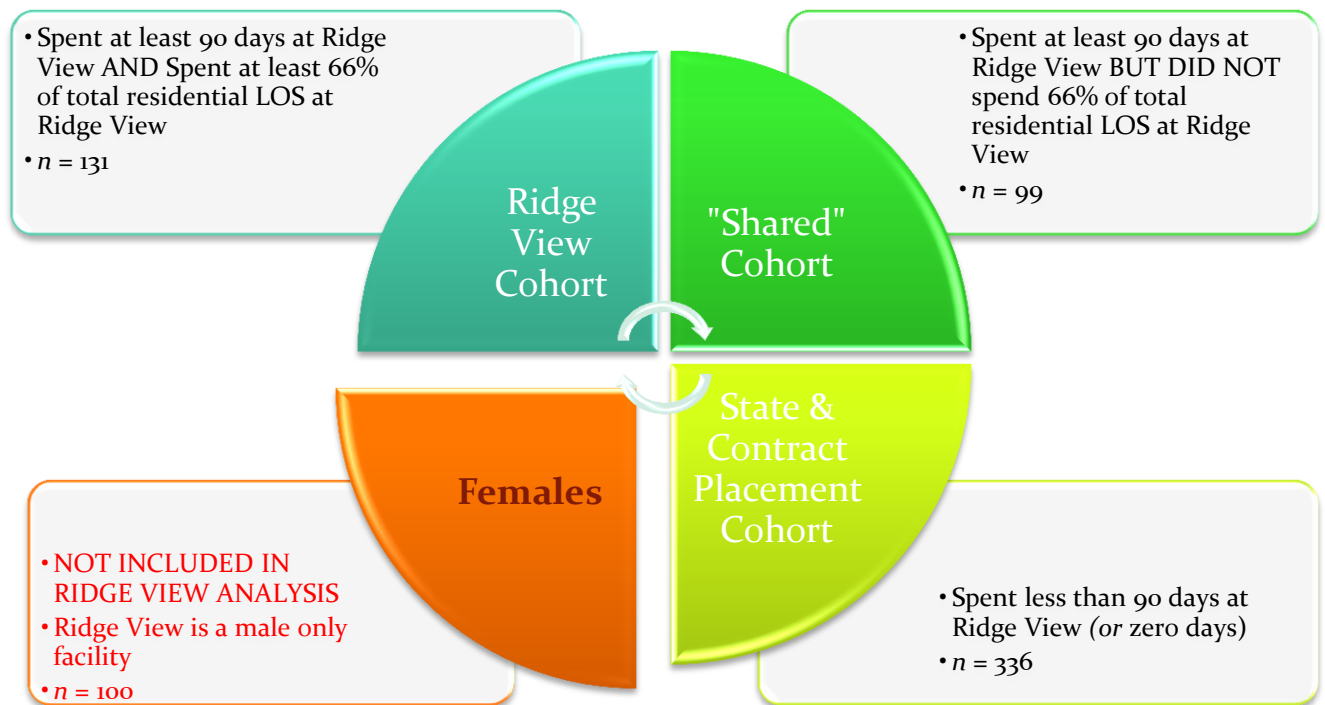 • Spent at least 90 days at Ridge
View AND Spent at least 66%
of total residential LOS at
Ridge View
• n = 131
Ridge
View
Cohort
"Shared"
Cohort
• Spent at least 90 days at
Ridge View BUT DID NOT
spend 66% of total
residential LOS at Ridge
View
• n = 99
• NOT INCLUDED IN
RIDGE VIEW ANALYSIS
• Ridge View is a male only
facility
• n = 100
Females
State &
Contract
Placement
Cohort
• Spent less than 90 days at
Ridge View (or zero days)
• n = 336